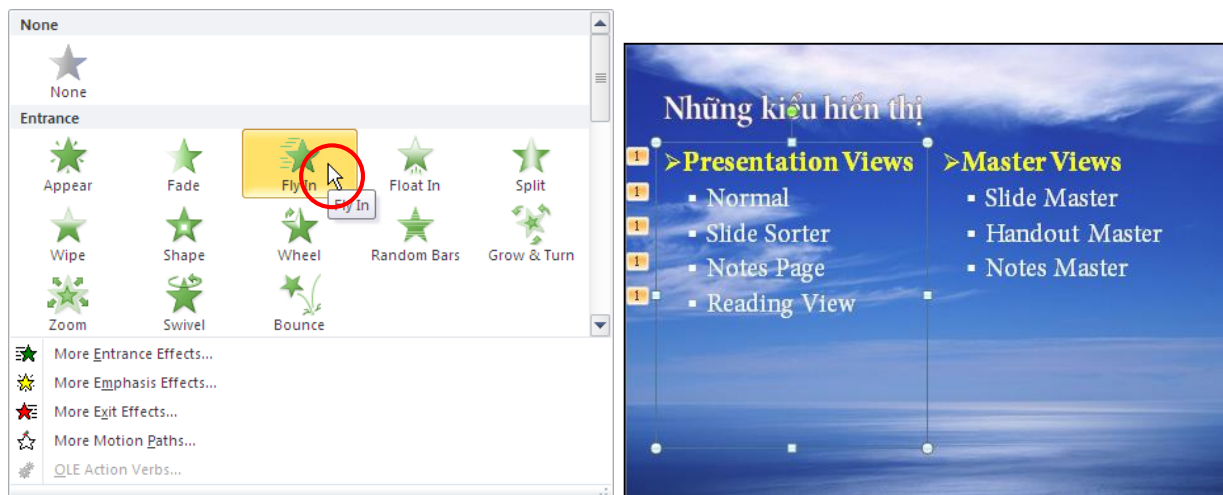 None
None
Entrance
Appear Fade Fly In Float In Split
Fly In
Wipe Shape Wheel Random Bars Grow & Turn
Zoom Swivel Bounce
More Entrance Effects...
More Emphasis Effects...
More Exit Effects...
More Motion Paths...
OLE Action Verbs...
Những kiểu hiển thị
1 ➢Presentation Views
1 ▪ Normal
1 ▪ Slide Sorter
1 ▪ Notes Page
1 ▪ Reading View
➢Master Views
▪ Slide Master
▪ Handout Master
▪ Notes Master